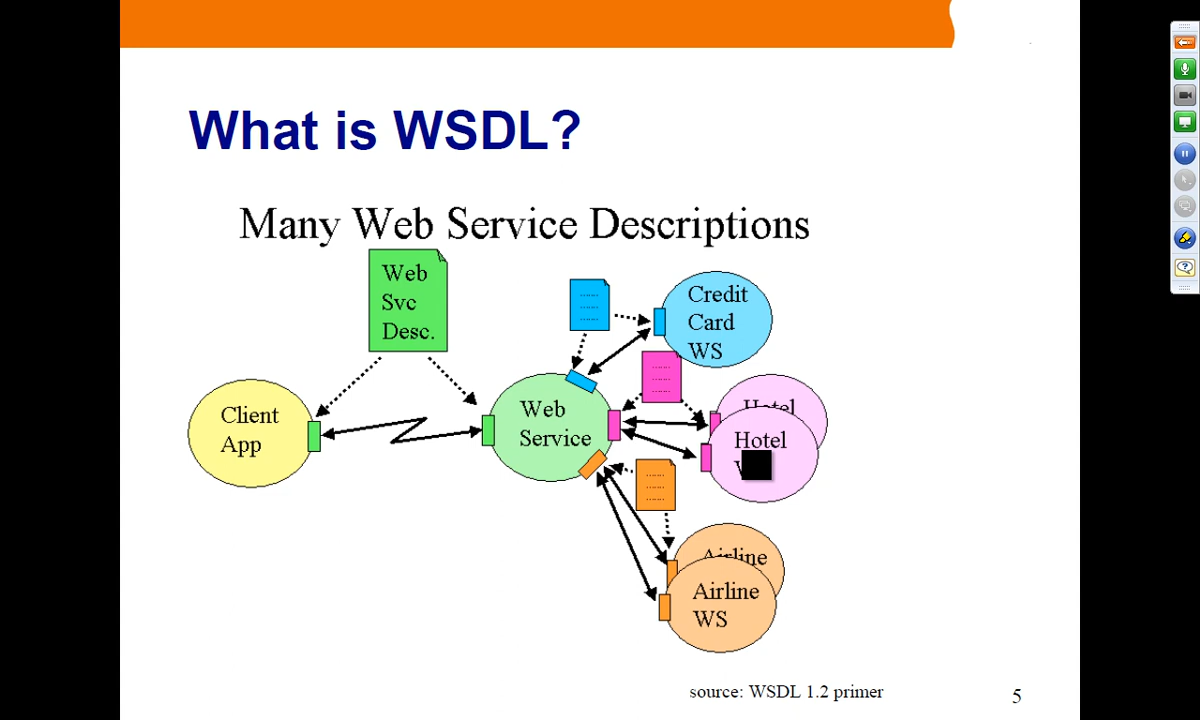 What is WSDL?
Many Web Service Descriptions
Web
Svc
Desc.
Credit
Card
WS
Client
App
Web
Service
Hotel
Hotel
Airline
Airline
WS
source: WSDL 1.2 primer
5